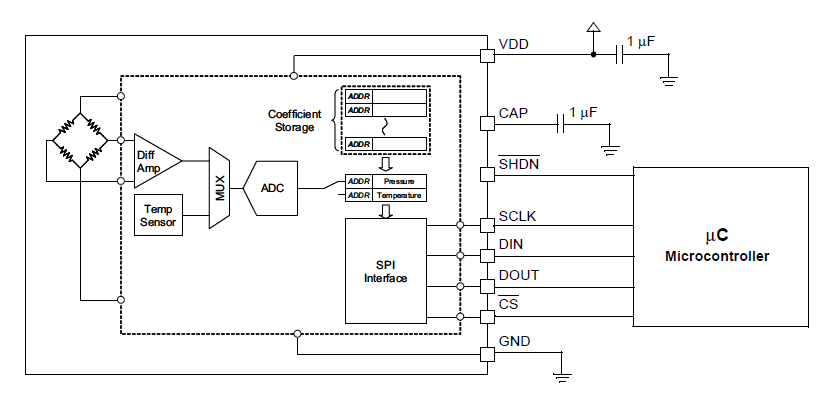 VDD
1 μF
ADDR
ADDR
Coefficient
Storage
ADDR
CAP
1 μF
Diff
Amp
SHDN
MUX
ADC
ADDR Pressure
ADDR Temperature
Temp
Sensor
SCLK
DIN
SPI
Interface
DOUT
CS
GND
μC
Microcontroller